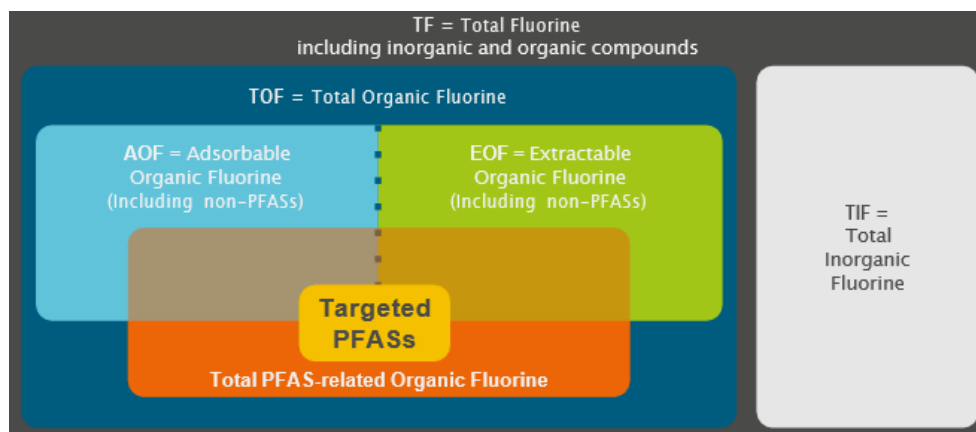 TF = Total Fluorine
including inorganic and organic compounds
TOF = Total Organic Fluorine
AOF = Adsorbable
Organic Fluorine
(Including non-PFASs)
EOF = Extractable
Organic Fluorine
(Including non-PFASs)
TIF =
Total
Inorganic
Fluorine
Targeted
PFASs
Total PFAS-related Organic Fluorine